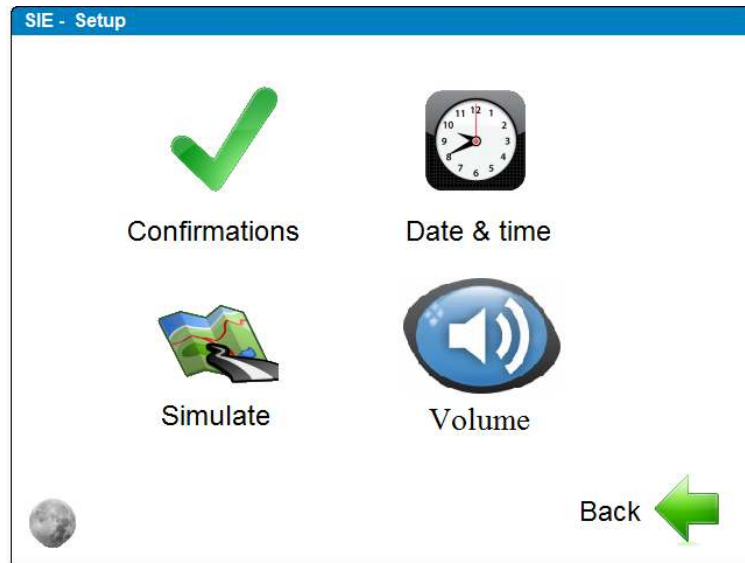 SIE - Setup
Confirmations
Date & time
Simulate
Volume
Back